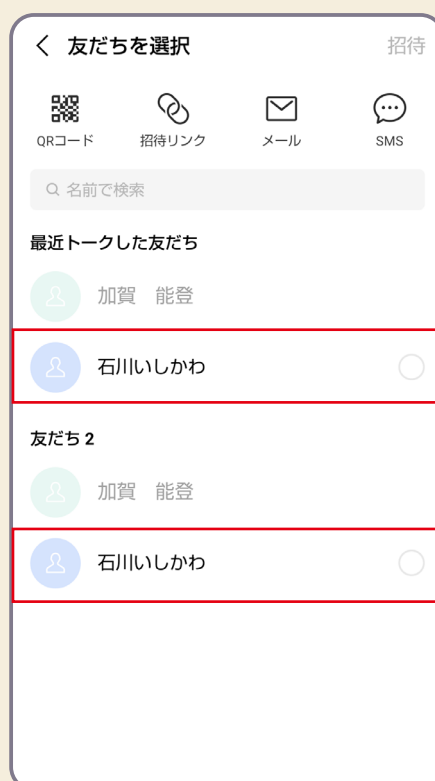 友だちを選択 招待
QRコード 招待リンク メール SMS
名前で検索
最近トークした友だち
加賀　能登
石川いしかわ
友だち 2
加賀　能登
石川いしかわ